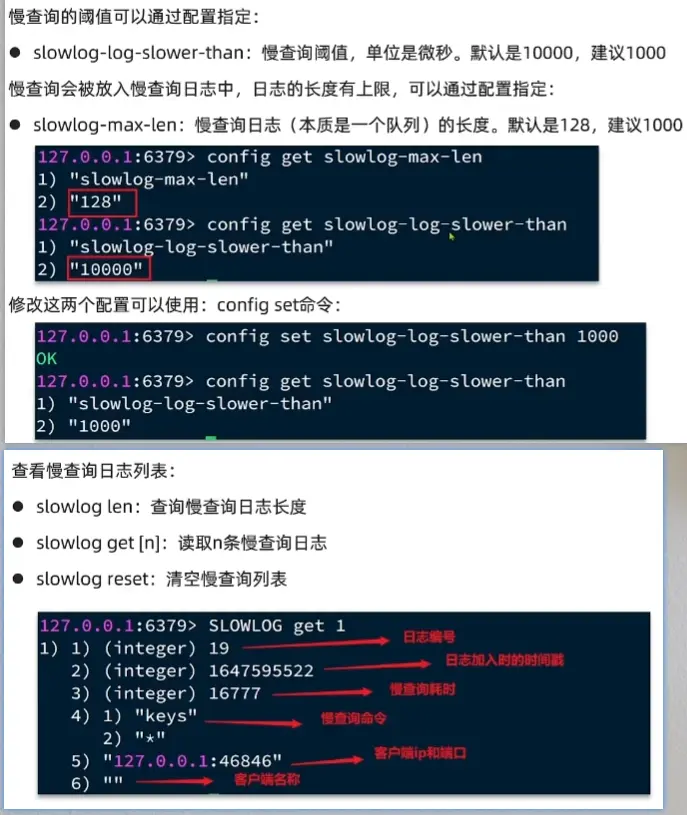 慢查询的阈值可以通过配置指定：
● slowlog-log-slower-than：慢查询阈值，单位是微秒。默认是10000，建议1000
慢查询会被放入慢查询日志中，日志的长度有上限，可以通过配置指定：
● slowlog-max-len：慢查询日志（本质是一个队列）的长度。默认是128，建议1000
127.0.0.1:6379> config get slowlog-max-len
1) "slowlog-max-len"
2) "128"
127.0.0.1:6379> config get slowlog-log-slower-than
1) "slowlog-log-slower-than"
2) "10000"
修改这两个配置可以使用：config set命令：
127.0.0.1:6379> config set slowlog-log-slower-than 1000
OK
127.0.0.1:6379> config get slowlog-log-slower-than
1) "slowlog-log-slower-than"
2) "1000"
查看慢查询日志列表：
● slowlog len：查询慢查询日志长度
● slowlog get [n]：读取n条慢查询日志
● slowlog reset：清空慢查询列表
127.0.0.1:6379> SLOWLOG get 1
1) 1) (integer) 19 日志编号
2) (integer) 1647595522 日志加入时的时间戳
3) (integer) 16777 慢查询耗时
4) 1) "keys" 慢查询命令
2) "*"
5) "127.0.0.1:46846" 客户端ip和端口
6) "" 客户端名称